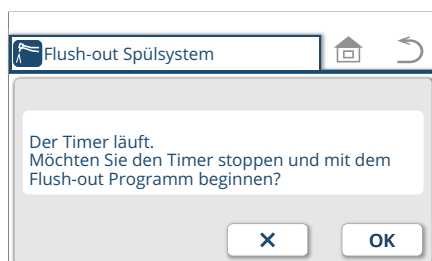 Flush-out Spülsystem
Der Timer läuft.
Möchten Sie den Timer stoppen und mit dem
Flush-out Programm beginnen?
OK